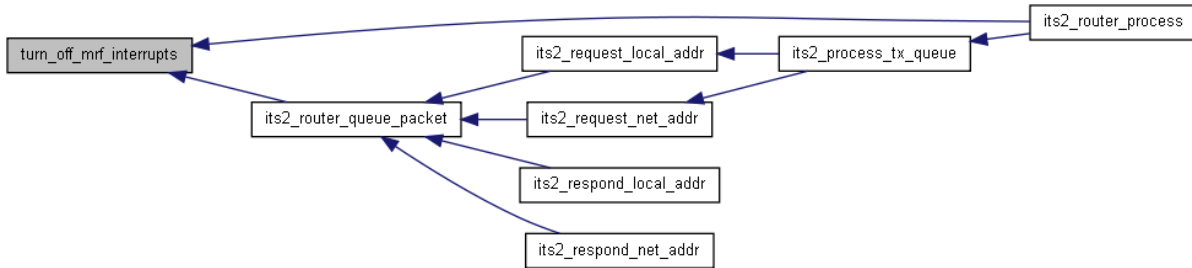 its2_router_process
turn_off_mrf_interrupts
its2_request_local_addr
its2_process_tx_queue
its2_router_queue_packet
its2_request_net_addr
its2_respond_local_addr
its2_respond_net_addr